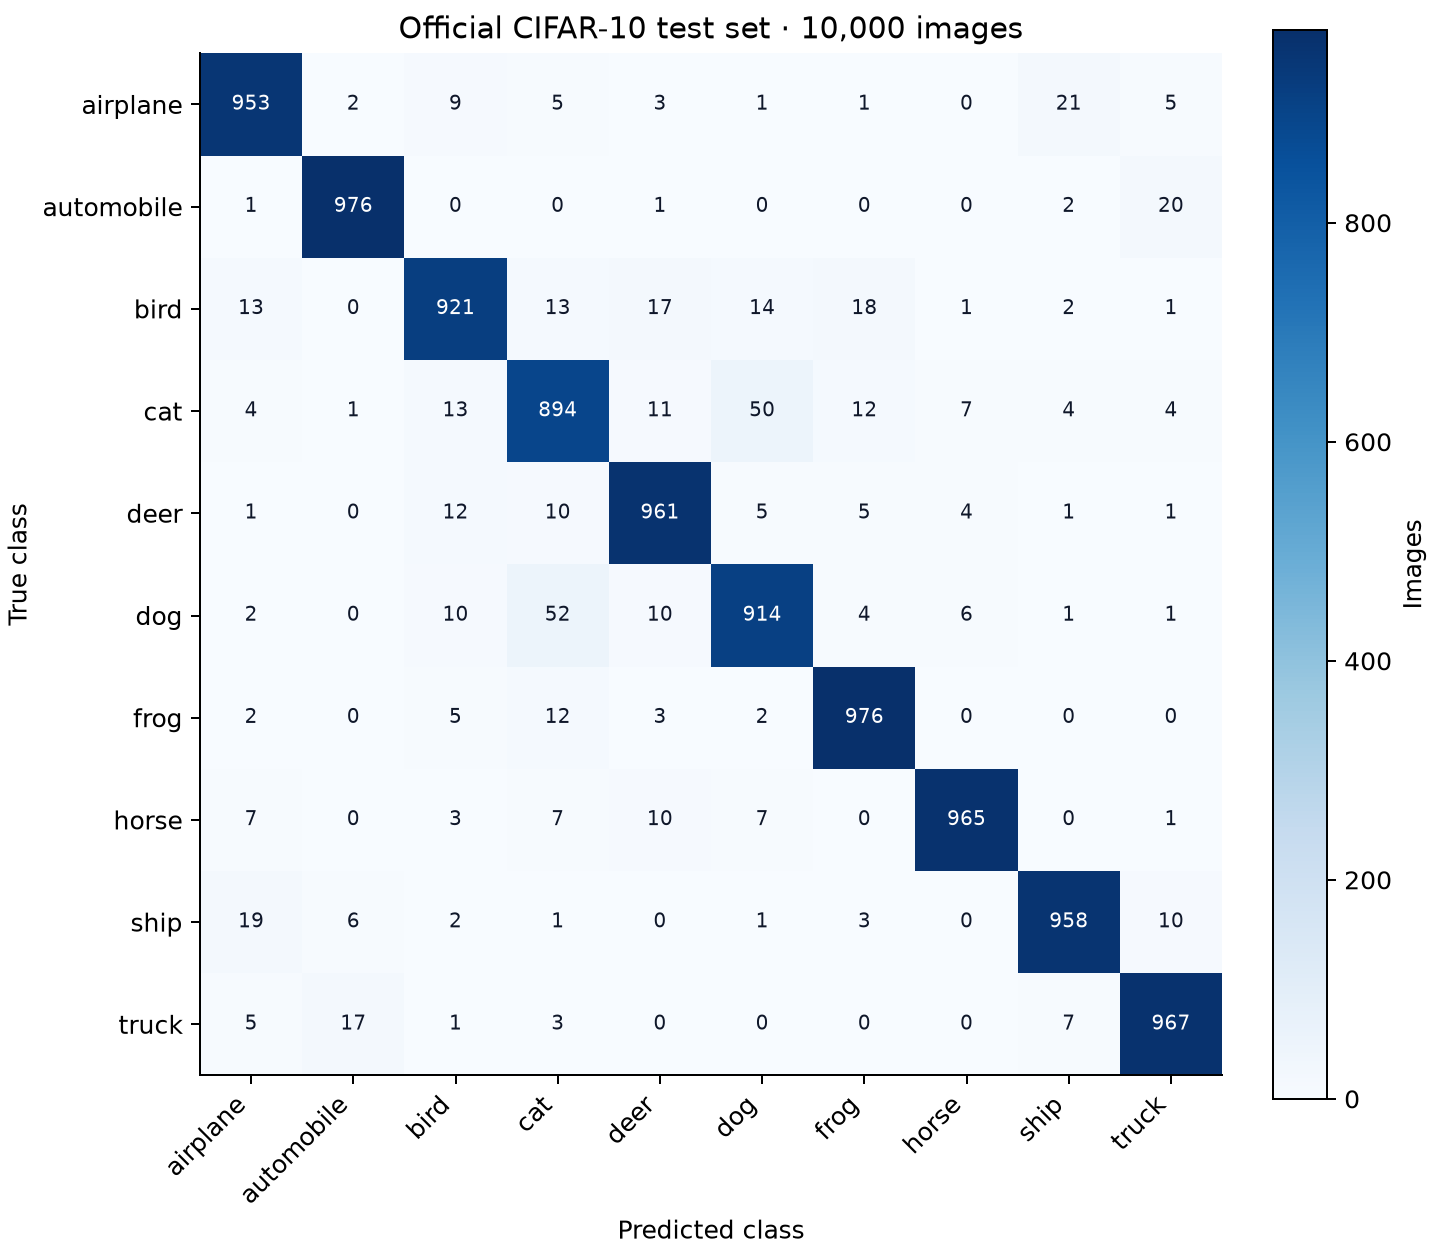 Official CIFAR-10 test set · 10,000 images
airplane 953 2 9 5 3 1 1 0 21 5
automobile 1 976 0 0 1 0 0 0 2 20
bird 13 0 921 13 17 14 18 1 2 1
cat 4 1 13 894 11 50 12 7 4 4
deer 1 0 12 10 961 5 5 4 1 1
dog 2 0 10 52 10 914 4 6 1 1
frog 2 0 5 12 3 2 976 0 0 0
horse 7 0 3 7 10 7 0 965 0 1
ship 19 6 2 1 0 1 3 0 958 10
truck 5 17 1 3 0 0 0 0 7 967
airplane automobile bird cat deer dog frog horse ship truck
Predicted class
True class
800
600
400
200
0
Images